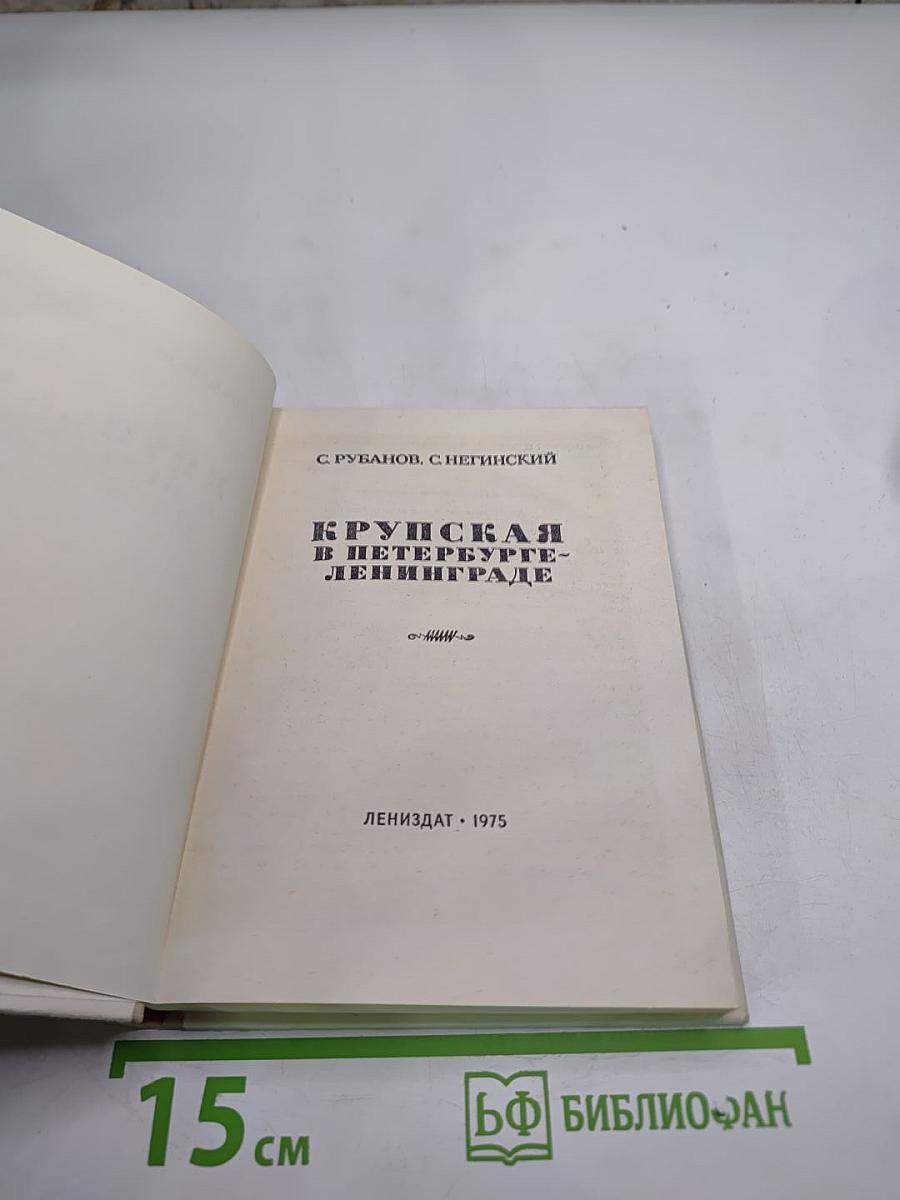 С. РУБАНОВ, С. НЕГИНСКИЙ
КРУПСКАЯ
В ПЕТЕРБУРГЕ-
ЛЕНИНГРАДЕ
ЛЕНИЗДАТ • 1975
15 см
БФ БИБЛИОФАН